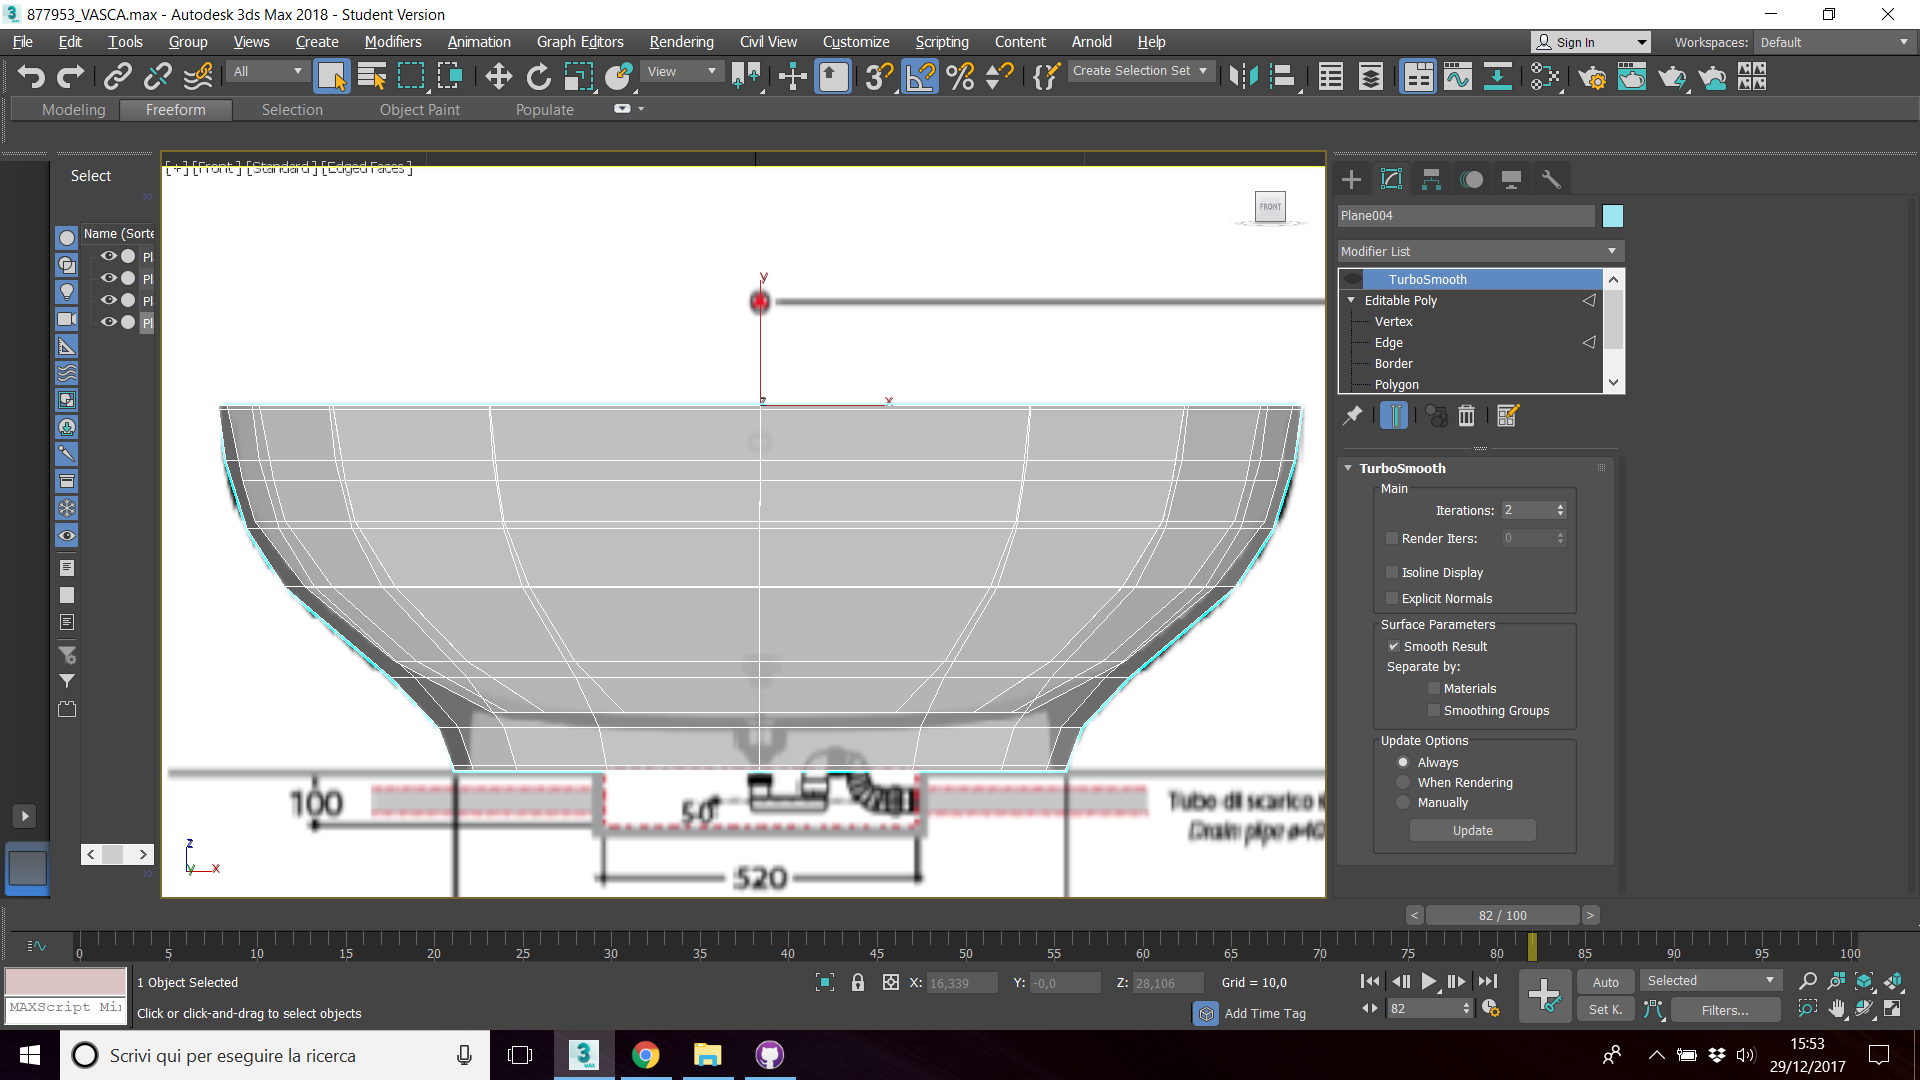 877953_VASCA.max - Autodesk 3ds Max 2018 - Student Version
File Edit Tools Group Views Create Modifiers Animation Graph Editors Rendering Civil View Customize Scripting Content Arnold Help
Sign In
Workspaces: Default
All
View
Create Selection Set
Modeling Freeform Selection Object Paint Populate
[+] [Front] [Standard] [Edged Faces]
Select
Name (Sorte
Pl
Pl
Pl
Pl
FRONT
y
x
z
Plane004
Modifier List
TurboSmooth
Editable Poly
Vertex
Edge
Border
Polygon
TurboSmooth
Main
Iterations: 2
Render Iters: 0
Isoline Display
Explicit Normals
Surface Parameters
Smooth Result
Separate by:
Materials
Smoothing Groups
Update Options
Always
When Rendering
Manually
Update
100
50
Tubo di scarico
Drain pipe ø40
520
z
y x
< 82 / 100 >
0 5 10 15 20 25 30 35 40 45 50 55 60 65 70 75 80 85 90 95 100
1 Object Selected
X: 16,339 Y: -0,0 Z: 28,106 Grid = 10,0
Auto Selected
MAXScript Mi
Click or click-and-drag to select objects
Add Time Tag
82
Set K. Filters...
Scrivi qui per eseguire la ricerca
3
MAX
15:53
29/12/2017